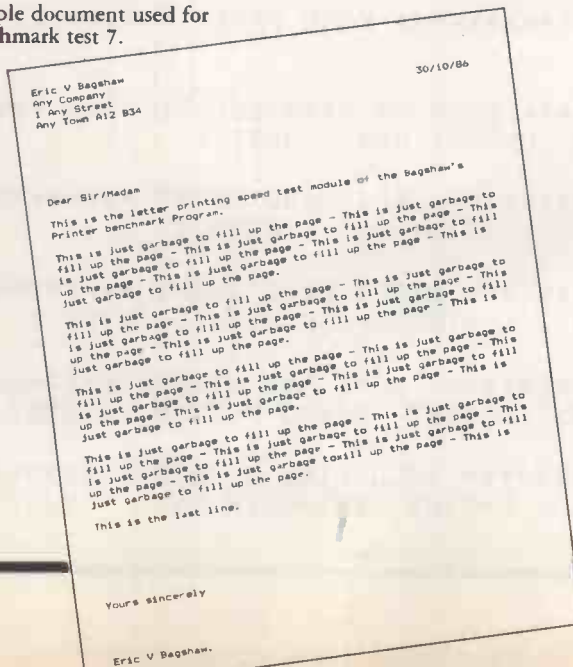 ple document used for
hmark test 7.
30/10/86
Eric V Bagshaw
Any Company
1 Any Street
Any Town A12 B34
Dear Sir/Madam
This is the letter printing speed test module of the Bagshaw's
Printer benchmark Program.
This is just garbage to fill up the page - This is just garbage to
fill up the page - This is just garbage to fill up the page - This
is just garbage to fill up the page - This is just garbage to fill
up the page - This is just garbage to fill up the page - This is
just garbage to fill up the page.
This is just garbage to fill up the page - This is just garbage to
fill up the page - This is just garbage to fill up the page - This
is just garbage to fill up the page - This is just garbage to fill
up the page - This is just garbage to fill up the page - This is
just garbage to fill up the page.
This is just garbage to fill up the page - This is just garbage to
fill up the page - This is just garbage to fill up the page - This
is just garbage to fill up the page - This is just garbage to fill
up the page - This is just garbage to fill up the page - This is
just garbage to fill up the page.
This is just garbage to fill up the page - This is just garbage to
fill up the page - This is just garbage to fill up the page - This
is just garbage to fill up the page - This is just garbage to fill
up the page - This is just garbage toxill up the page - This is
just garbage to fill up the page.
This is the last line.
Yours sincerely
Eric V Bagshaw.